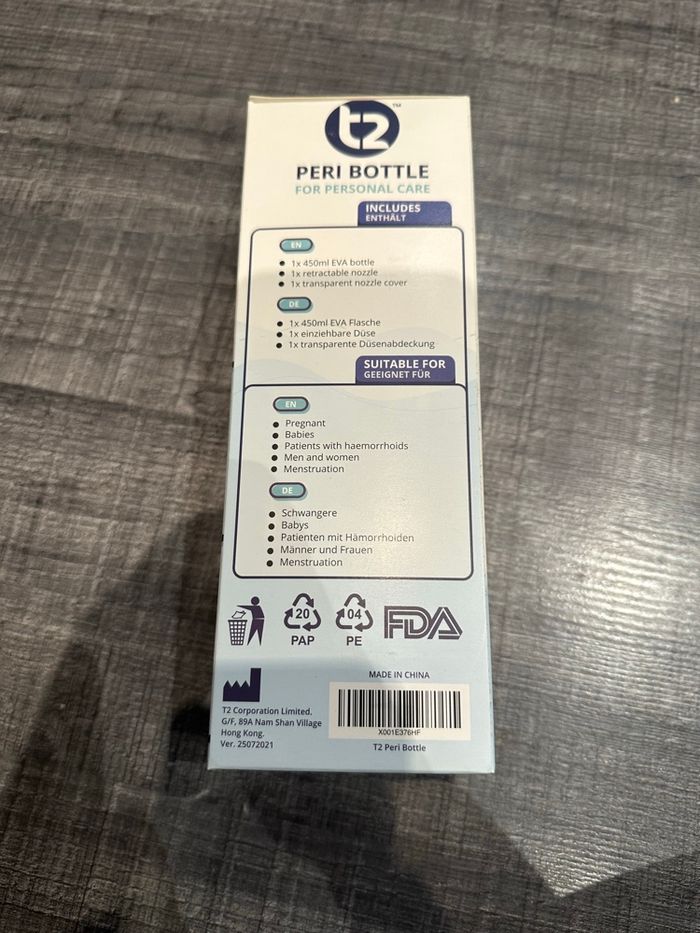 t2 ™
PERI BOTTLE
FOR PERSONAL CARE
INCLUDES
ENTHÄLT
EN
1x 450ml EVA bottle
1x retractable nozzle
1x transparent nozzle cover
DE
1x 450ml EVA Flasche
1x einziehbare Düse
1x transparente Düsenabdeckung
SUITABLE FOR
GEEIGNET FÜR
EN
Pregnant
Babies
Patients with haemorrhoids
Men and women
Menstruation
DE
Schwangere
Babys
Patienten mit Hämorrhoiden
Männer und Frauen
Menstruation
20
PAP
04
PE
FDA
MADE IN CHINA
T2 Corporation Limited,
G/F, 89A Nam Shan Village
Hong Kong.
Ver. 25072021
X001E376HF
T2 Peri Bottle